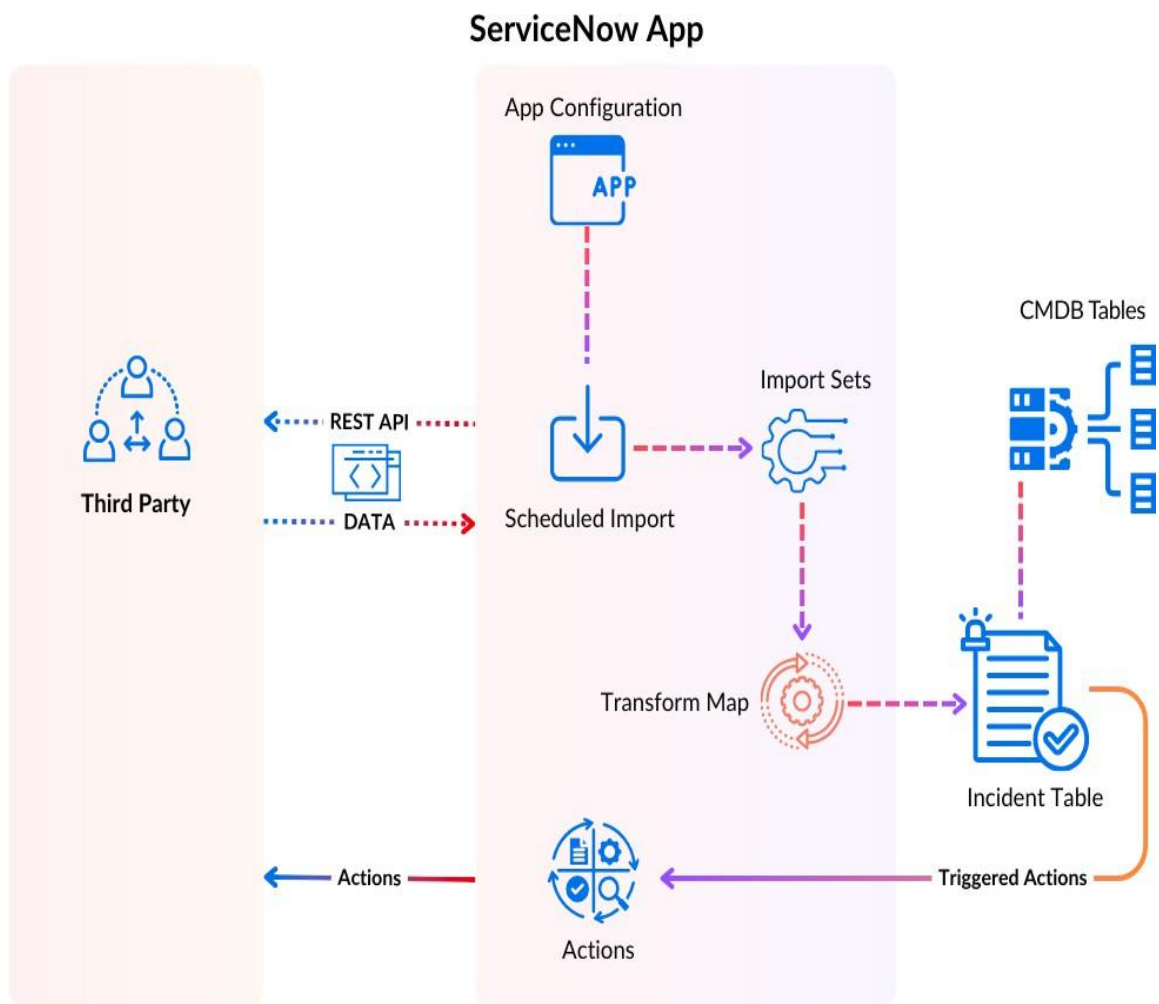 ServiceNow App
App Configuration
APP
CMDB Tables
Import Sets
REST API
Third Party
DATA
Scheduled Import
Transform Map
Incident Table
Actions
Triggered Actions
Actions